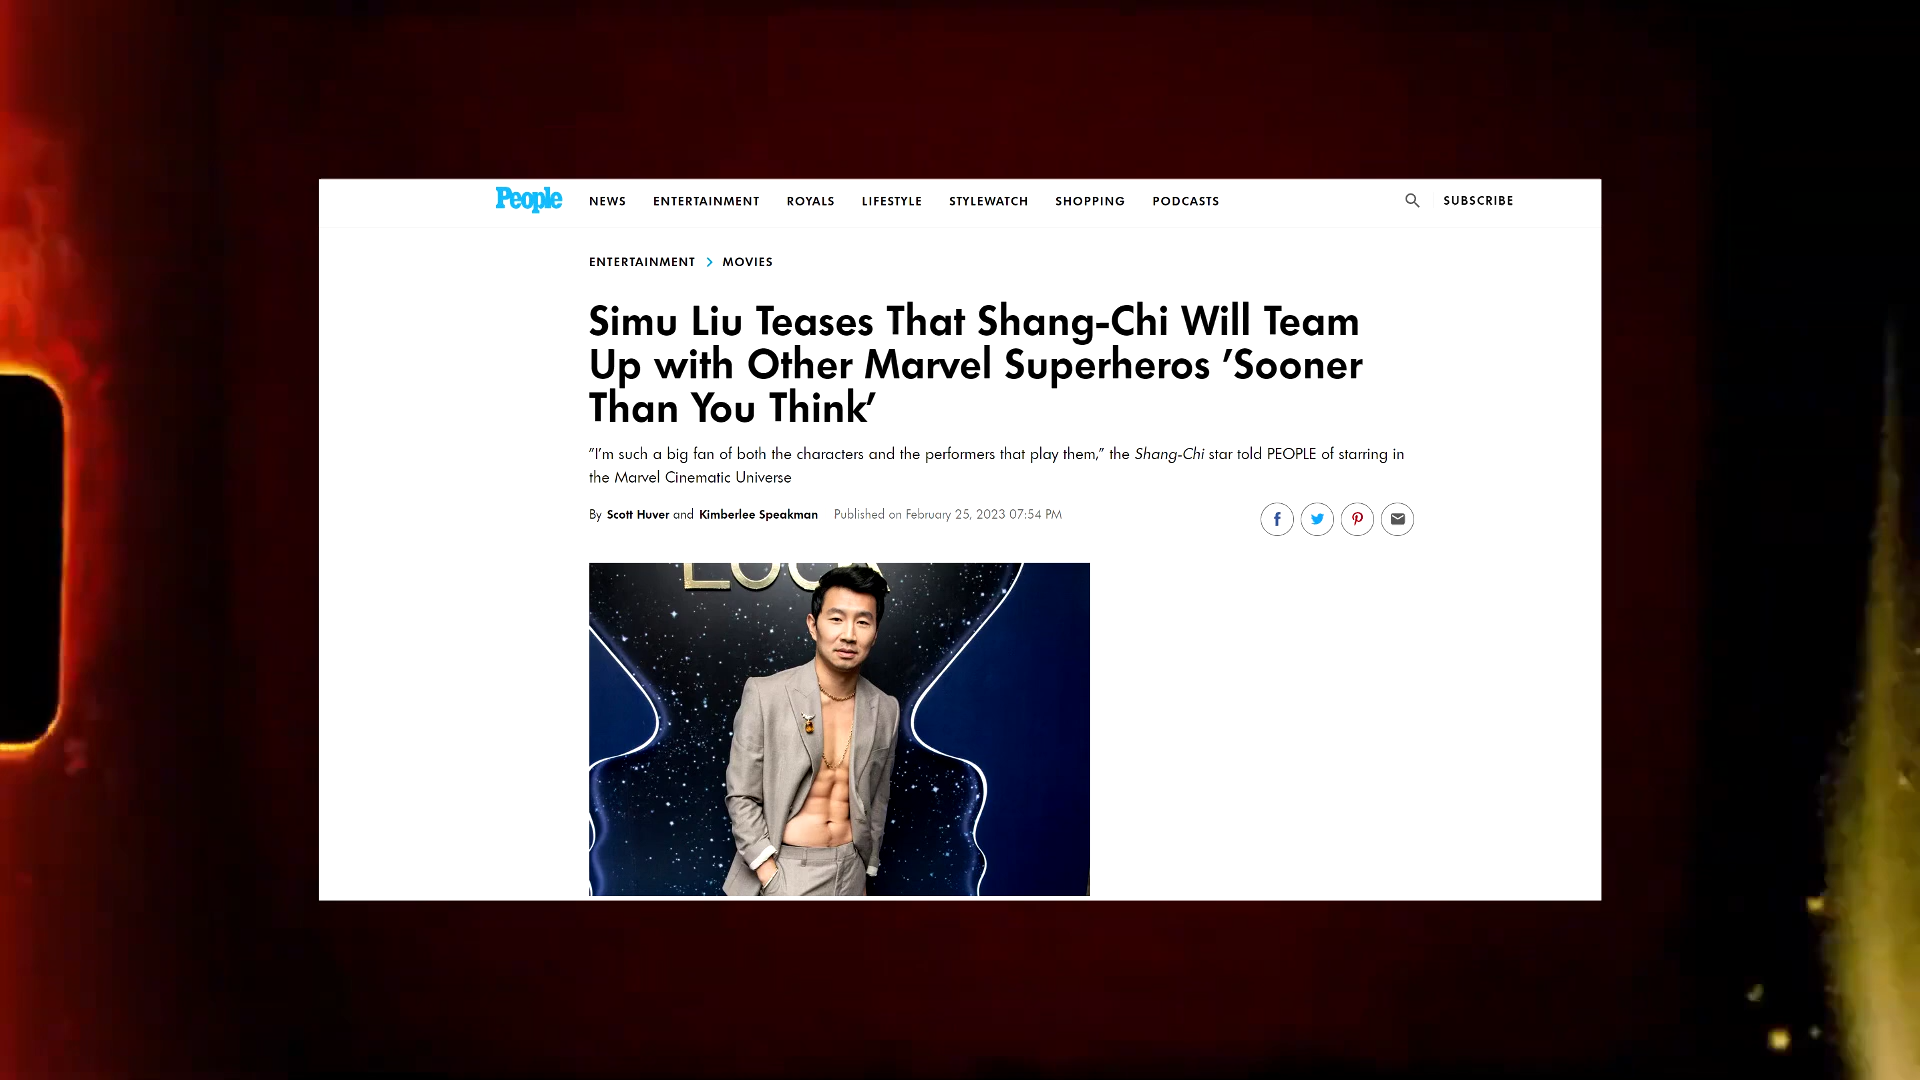 People
NEWS ENTERTAINMENT ROYALS LIFESTYLE STYLEWATCH SHOPPING PODCASTS SUBSCRIBE
ENTERTAINMENT > MOVIES
Simu Liu Teases That Shang-Chi Will Team
Up with Other Marvel Superheros 'Sooner
Than You Think'
"I'm such a big fan of both the characters and the performers that play them," the Shang-Chi star told PEOPLE of starring in
the Marvel Cinematic Universe
By Scott Huver and Kimberlee Speakman Published on February 25, 2023 07:54 PM